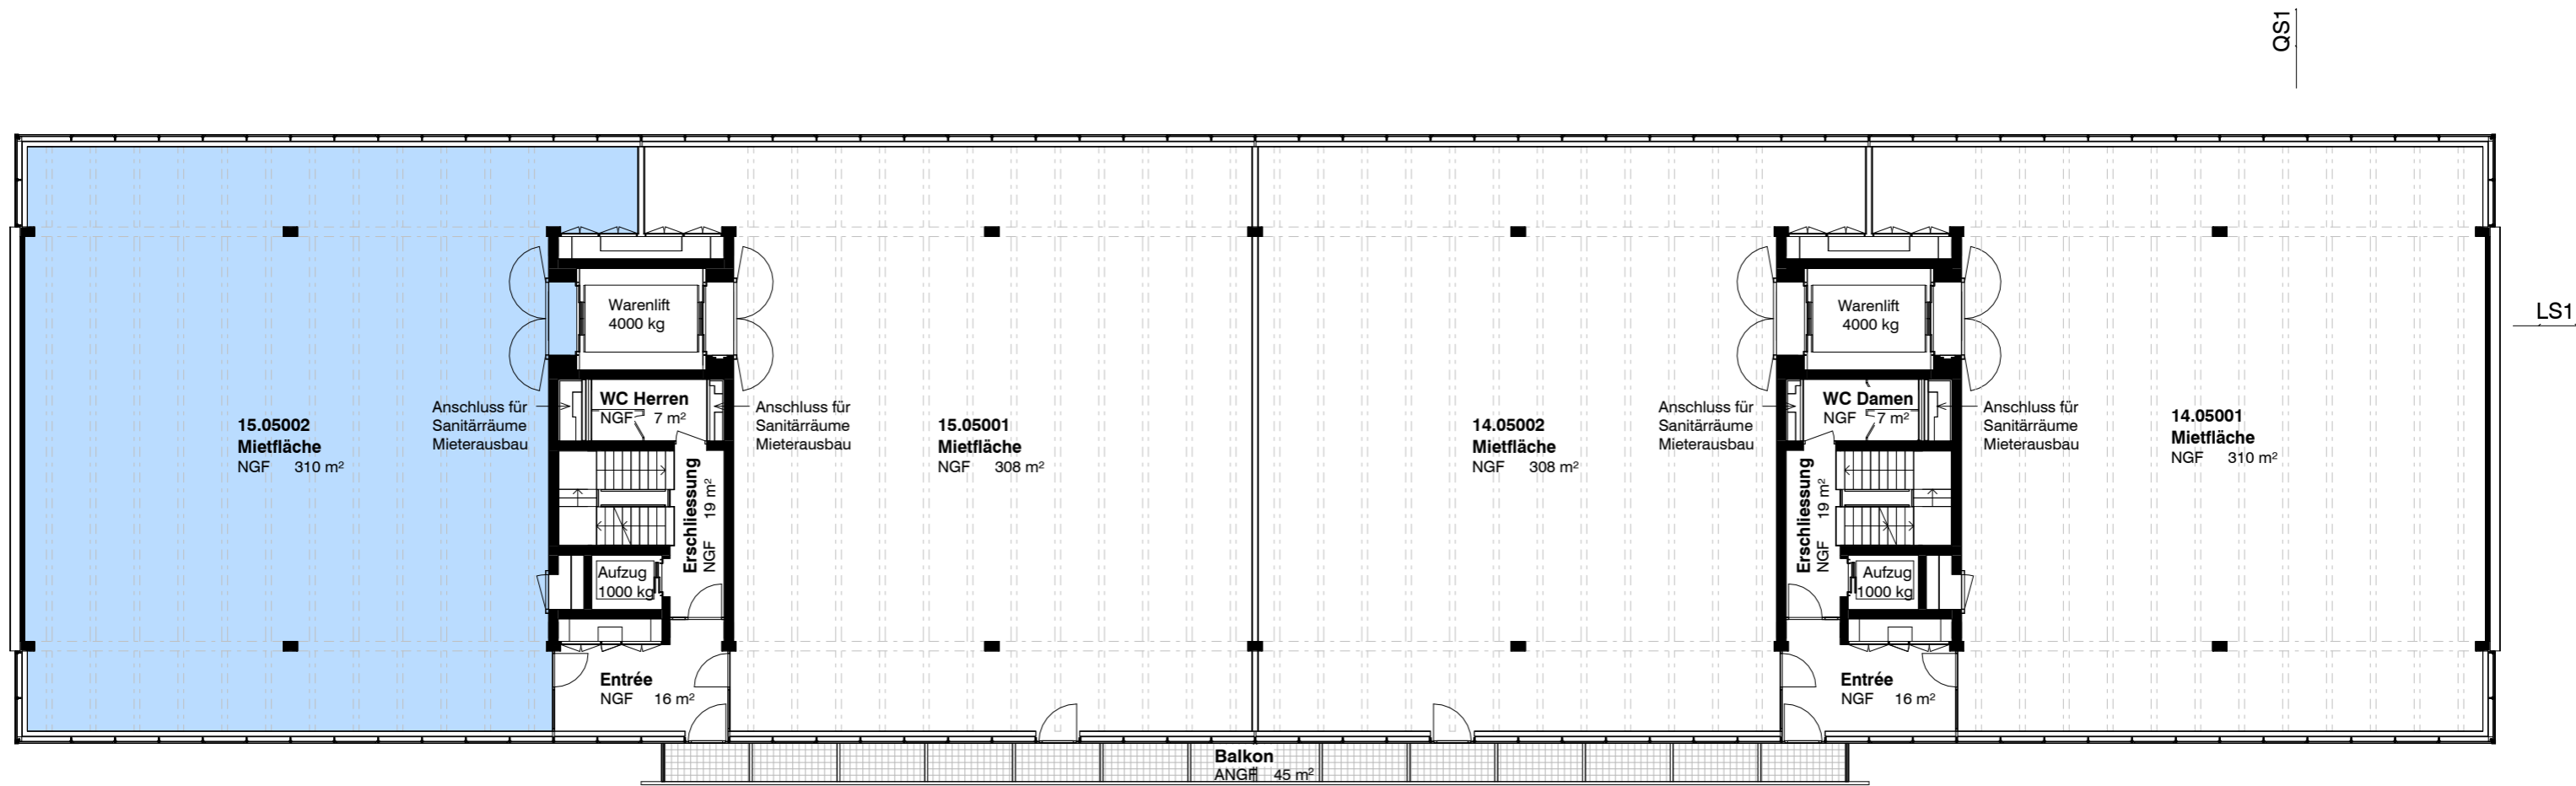 QS1
LS1
15.05002
Mietfläche
NGF 310 m²
Anschluss für
Sanitärräume
Mieterausbau
Warenlift
4000 kg
WC Herren
NGF 7 m²
Erschliessung
NGF 19 m²
Aufzug
1000 kg
Entrée
NGF 16 m²
Anschluss für
Sanitärräume
Mieterausbau
15.05001
Mietfläche
NGF 308 m²
14.05002
Mietfläche
NGF 308 m²
Anschluss für
Sanitärräume
Mieterausbau
Warenlift
4000 kg
WC Damen
NGF 7 m²
Erschliessung
NGF 19 m²
Aufzug
1000 kg
Entrée
NGF 16 m²
Anschluss für
Sanitärräume
Mieterausbau
14.05001
Mietfläche
NGF 310 m²
Balkon
ANGF 45 m²